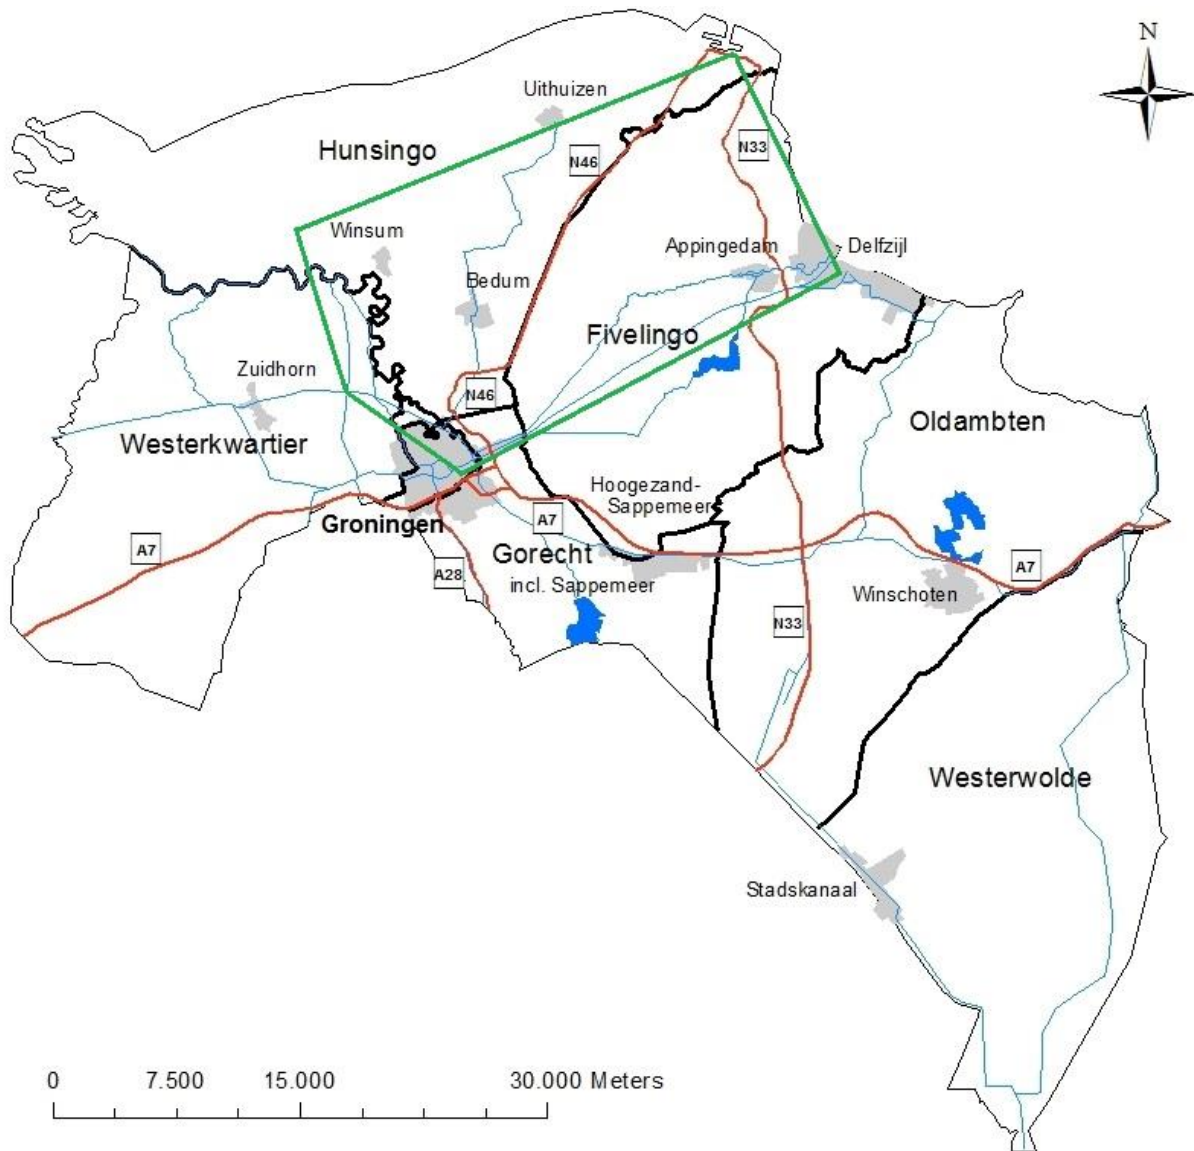 N
Uithuizen
Hunsingo
N33
N46
Winsum
Appingedam
Delfzijl
Bedum
Fivelingo
Zuidhorn
N46
Westerkwartier
Oldambten
Hoogezand-
Sappemeer
Groningen
A7
A7
Gorecht
A7
A28
incl. Sappemeer
Winschoten
N33
Westerwolde
Stadskanaal
0 7.500 15.000 30.000 Meters